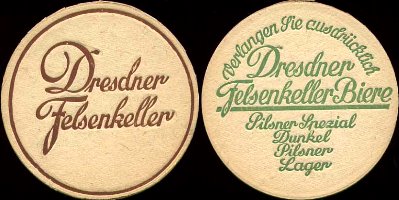 Dresdner
Felsenkeller
Verlangen Sie ausdrücklich
Dresdner
Felsenkeller-Biere
Pilsner Spezial
Dunkel
Pilsner
Lager